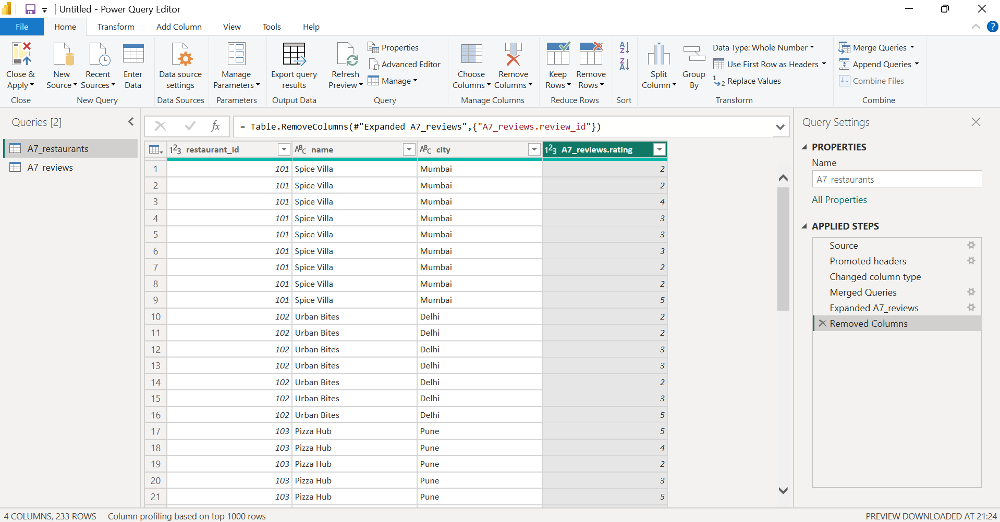 Untitled - Power Query Editor
File Home Transform Add Column View Tools Help
Close & Apply
Close
New Source
Recent Sources
Enter Data
New Query
Data source settings
Data Sources
Manage Parameters
Parameters
Export query results
Output Data
Refresh Preview
Properties
Advanced Editor
Manage
Query
Choose Columns
Remove Columns
Manage Columns
Keep Rows
Remove Rows
Reduce Rows
Sort
Split Column
Group By
Data Type: Whole Number
Use First Row as Headers
Replace Values
Transform
Merge Queries
Append Queries
Combine Files
Combine
Queries [2]
A7_restaurants
A7_reviews
fx = Table.RemoveColumns(#"Expanded A7_reviews",{"A7_reviews.review_id"})
restaurant_id name city A7_reviews.rating
1 101 Spice Villa Mumbai 2
2 101 Spice Villa Mumbai 2
3 101 Spice Villa Mumbai 4
4 101 Spice Villa Mumbai 3
5 101 Spice Villa Mumbai 3
6 101 Spice Villa Mumbai 3
7 101 Spice Villa Mumbai 2
8 101 Spice Villa Mumbai 2
9 101 Spice Villa Mumbai 5
10 102 Urban Bites Delhi 2
11 102 Urban Bites Delhi 2
12 102 Urban Bites Delhi 3
13 102 Urban Bites Delhi 3
14 102 Urban Bites Delhi 2
15 102 Urban Bites Delhi 3
16 102 Urban Bites Delhi 5
17 103 Pizza Hub Pune 5
18 103 Pizza Hub Pune 4
19 103 Pizza Hub Pune 2
20 103 Pizza Hub Pune 3
21 103 Pizza Hub Pune 5
Query Settings
PROPERTIES
Name
A7_restaurants
All Properties
APPLIED STEPS
Source
Promoted headers
Changed column type
Merged Queries
Expanded A7_reviews
Removed Columns
4 COLUMNS, 233 ROWS Column profiling based on top 1000 rows PREVIEW DOWNLOADED AT 21:24